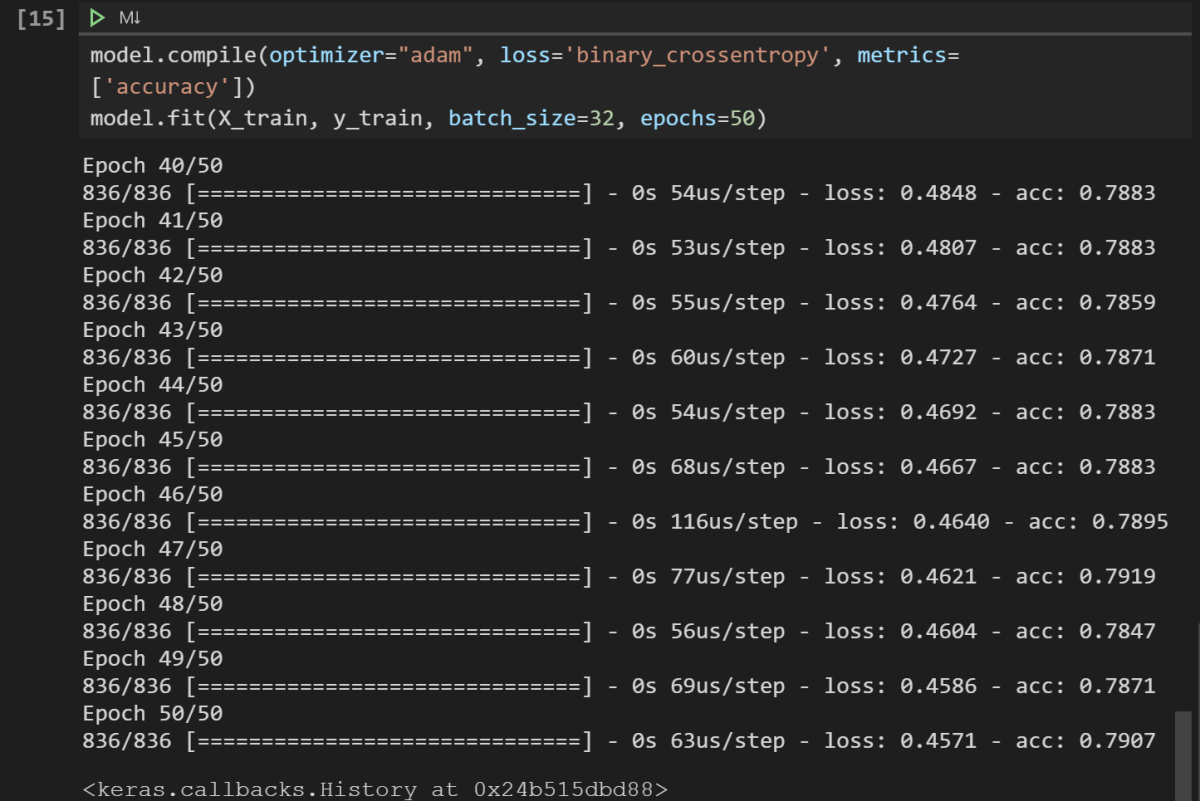 [15]
M↓
model.compile(optimizer="adam", loss='binary_crossentropy', metrics=
['accuracy'])
model.fit(X_train, y_train, batch_size=32, epochs=50)
Epoch 40/50
836/836 [==============================] - 0s 54us/step - loss: 0.4848 - acc: 0.7883
Epoch 41/50
836/836 [==============================] - 0s 53us/step - loss: 0.4807 - acc: 0.7883
Epoch 42/50
836/836 [==============================] - 0s 55us/step - loss: 0.4764 - acc: 0.7859
Epoch 43/50
836/836 [==============================] - 0s 60us/step - loss: 0.4727 - acc: 0.7871
Epoch 44/50
836/836 [==============================] - 0s 54us/step - loss: 0.4692 - acc: 0.7883
Epoch 45/50
836/836 [==============================] - 0s 68us/step - loss: 0.4667 - acc: 0.7883
Epoch 46/50
836/836 [==============================] - 0s 116us/step - loss: 0.4640 - acc: 0.7895
Epoch 47/50
836/836 [==============================] - 0s 77us/step - loss: 0.4621 - acc: 0.7919
Epoch 48/50
836/836 [==============================] - 0s 56us/step - loss: 0.4604 - acc: 0.7847
Epoch 49/50
836/836 [==============================] - 0s 69us/step - loss: 0.4586 - acc: 0.7871
Epoch 50/50
836/836 [==============================] - 0s 63us/step - loss: 0.4571 - acc: 0.7907
<keras.callbacks.History at 0x24b515dbd88>